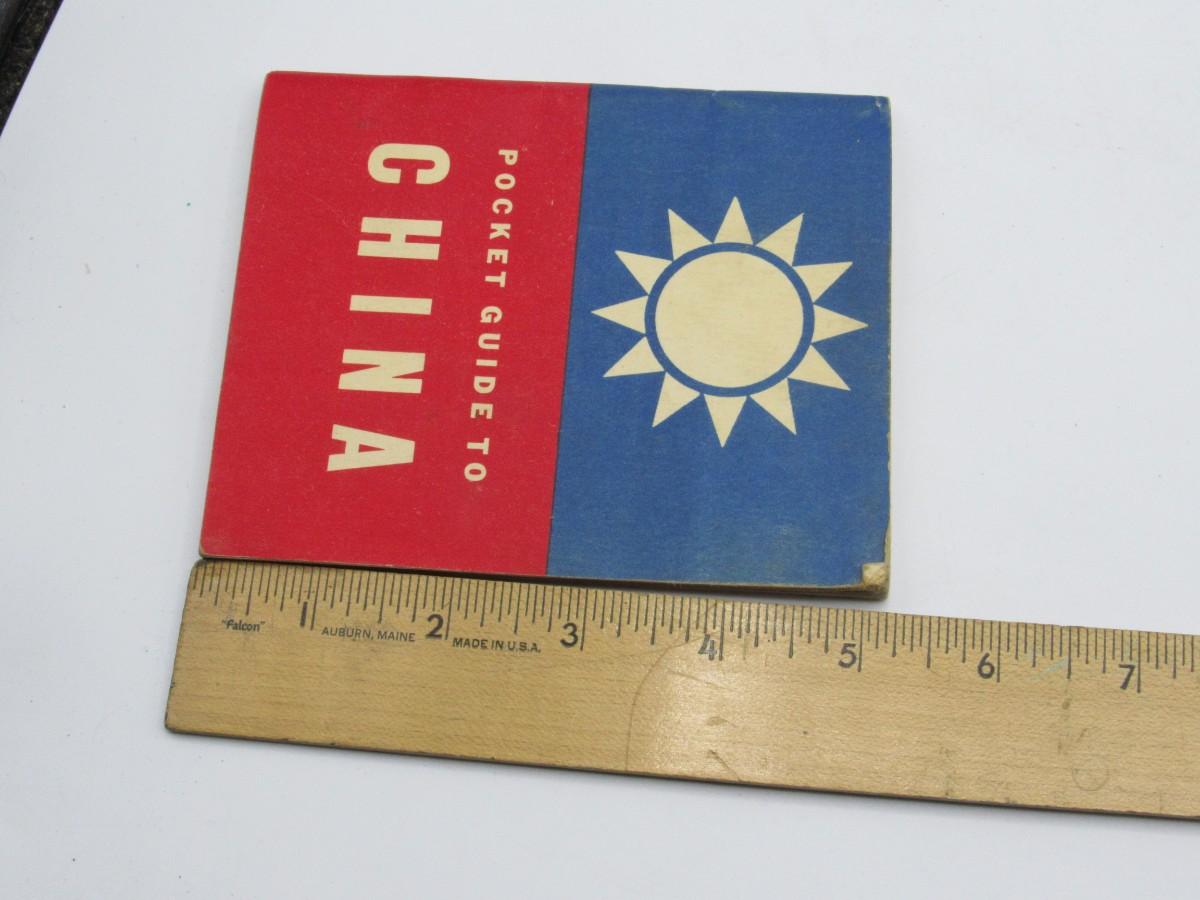 POCKET GUIDE TO
CHINA
1 2 3 4 5 6 7
"Falcon" AUBURN, MAINE MADE IN U.S.A.